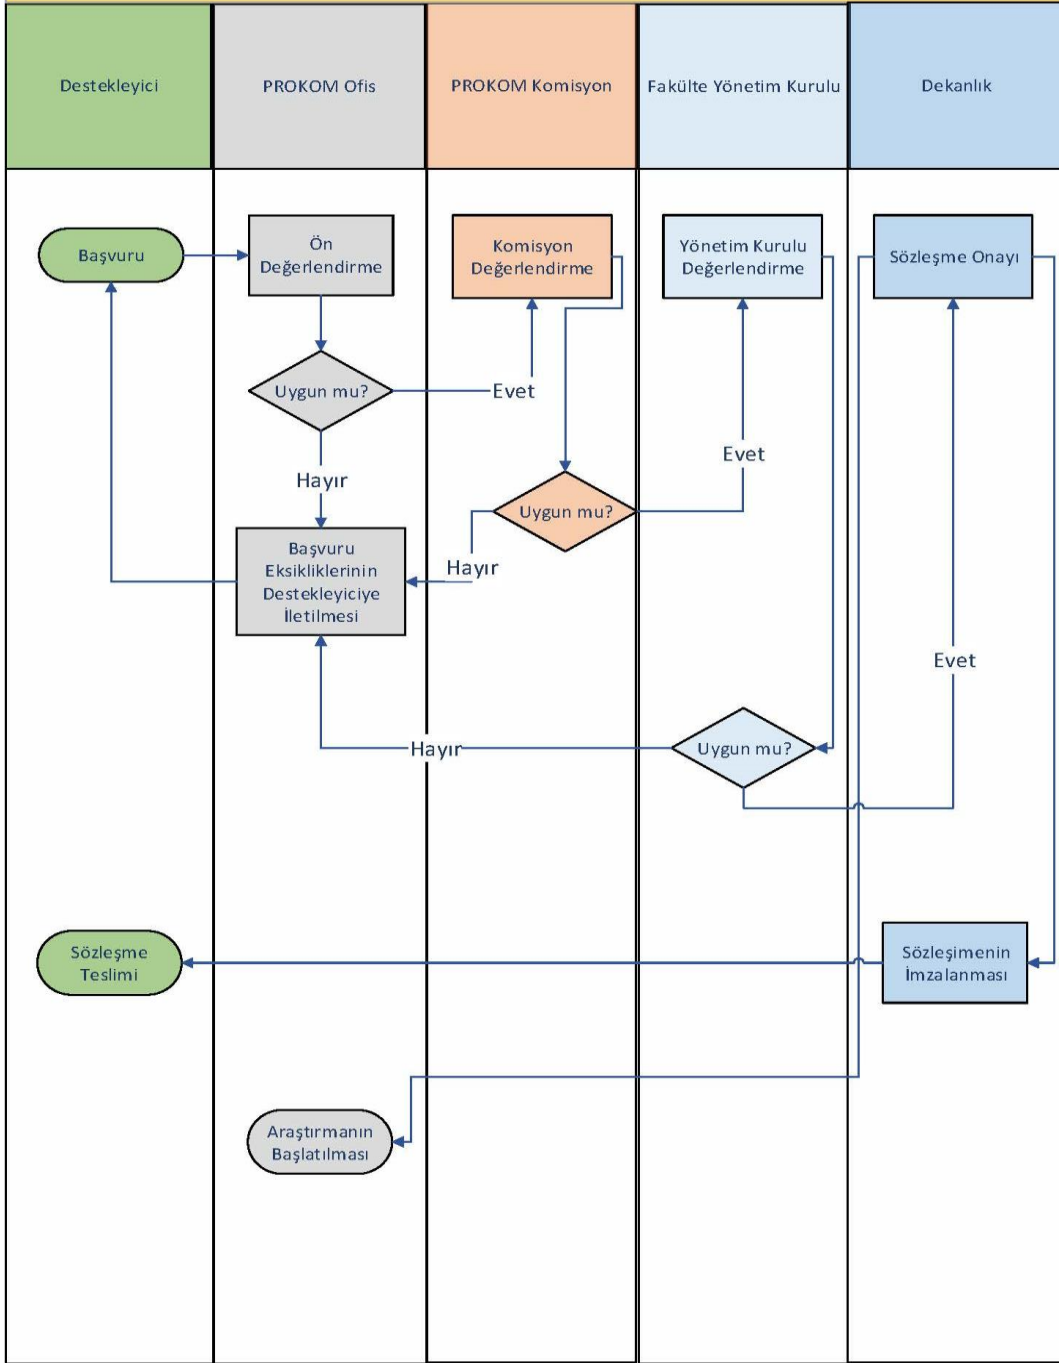 Destekleyici
PROKOM Ofis
PROKOM Komisyon
Fakülte Yönetim Kurulu
Dekanlık
Başvuru
Ön
Değerlendirme
Komisyon
Değerlendirme
Yönetim Kurulu
Değerlendirme
Sözleşme Onayı
Uygun mu?
Evet
Evet
Hayır
Uygun mu?
Başvuru
Eksikliklerinin
Destekleyiciye
İletilmesi
Hayır
Evet
Hayır
Uygun mu?
Sözleşme
Teslimi
Sözleşimenin
İmzalanması
Araştırmanın
Başlatılması